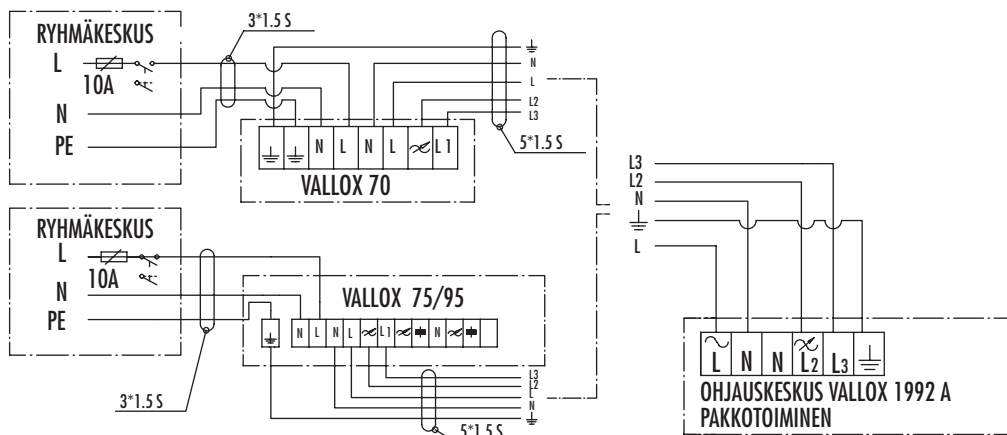 3*1.5 S
RYHMÄKESKUS
L
10A
N
PE
N
L
L2
L3
5*1.5 S
N L N L L1
VALLOX 70
RYHMÄKESKUS
L
10A
N
PE
3*1.5 S
VALLOX 75/95
N L N L L1 N
L3
L2
L
N
5*1.5 S
L3
L2
N
L
L N N L2 L3
OHJAUSKESKUS VALLOX 1992 A
PAKKOTOIMINEN